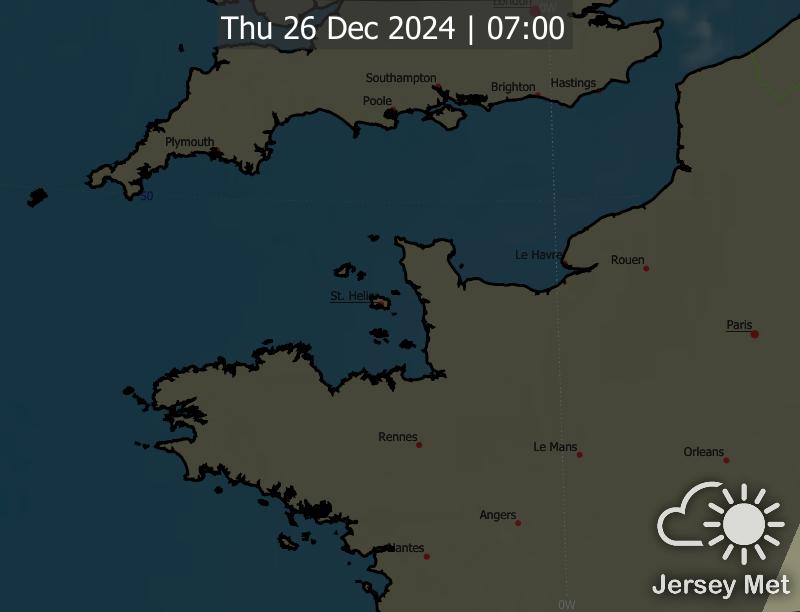 London
0W
Thu 26 Dec 2024 | 07:00
Southampton
Brighton
Hastings
Poole
Plymouth
50
Le Havre
Rouen
St. Helier
Paris
Rennes
Le Mans
Orleans
Angers
Nantes
Jersey Met
0W